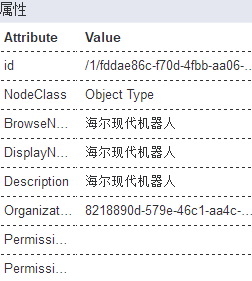 属性
Attribute Value
id /1/fddae86c-f70d-4fbb-aa06-...
NodeClass Object Type
BrowseN... 海尔现代机器人
DisplayN... 海尔现代机器人
Description 海尔现代机器人
Organizat... 8218890d-579e-46c1-aa4c-...
Permissi...
Permissi...